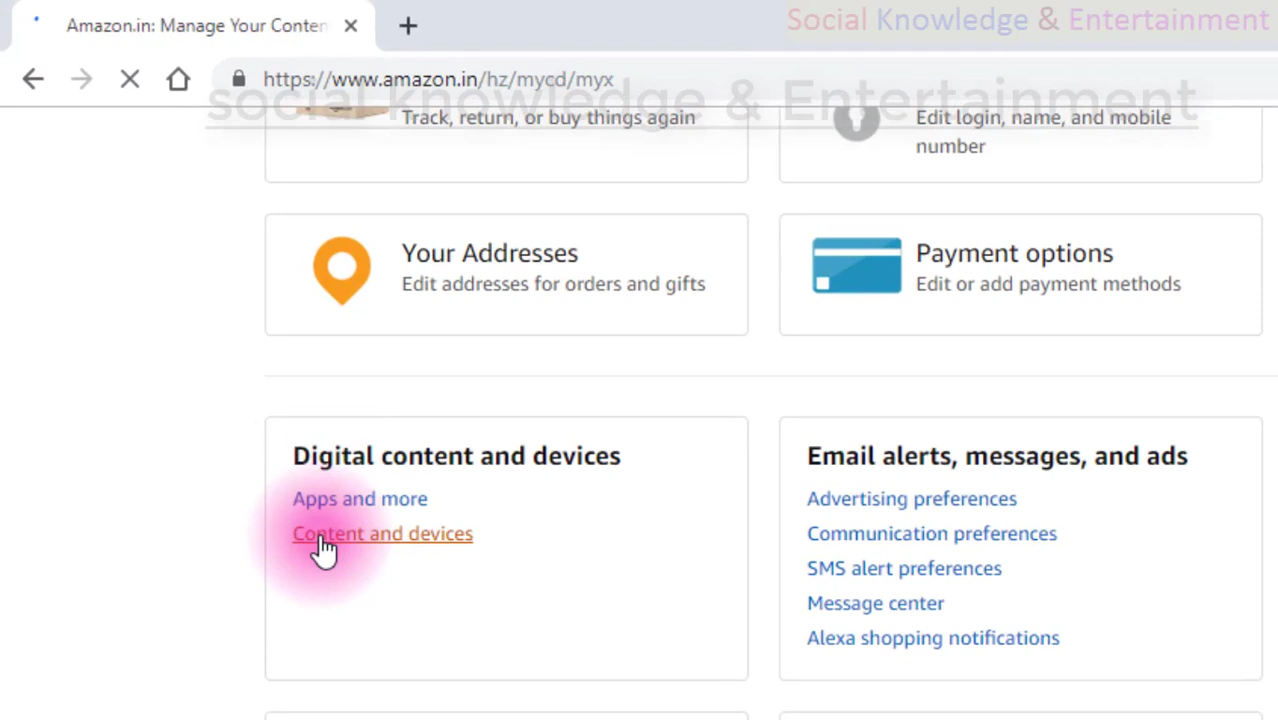 Amazon.in: Manage Your Conten
Social Knowledge & Entertainment
https://www.amazon.in/hz/mycd/myx
social knowledge & Entertainment
Track, return, or buy things again
Edit login, name, and mobile
number
Your Addresses
Edit addresses for orders and gifts
Payment options
Edit or add payment methods
Digital content and devices
Apps and more
Content and devices
Email alerts, messages, and ads
Advertising preferences
Communication preferences
SMS alert preferences
Message center
Alexa shopping notifications